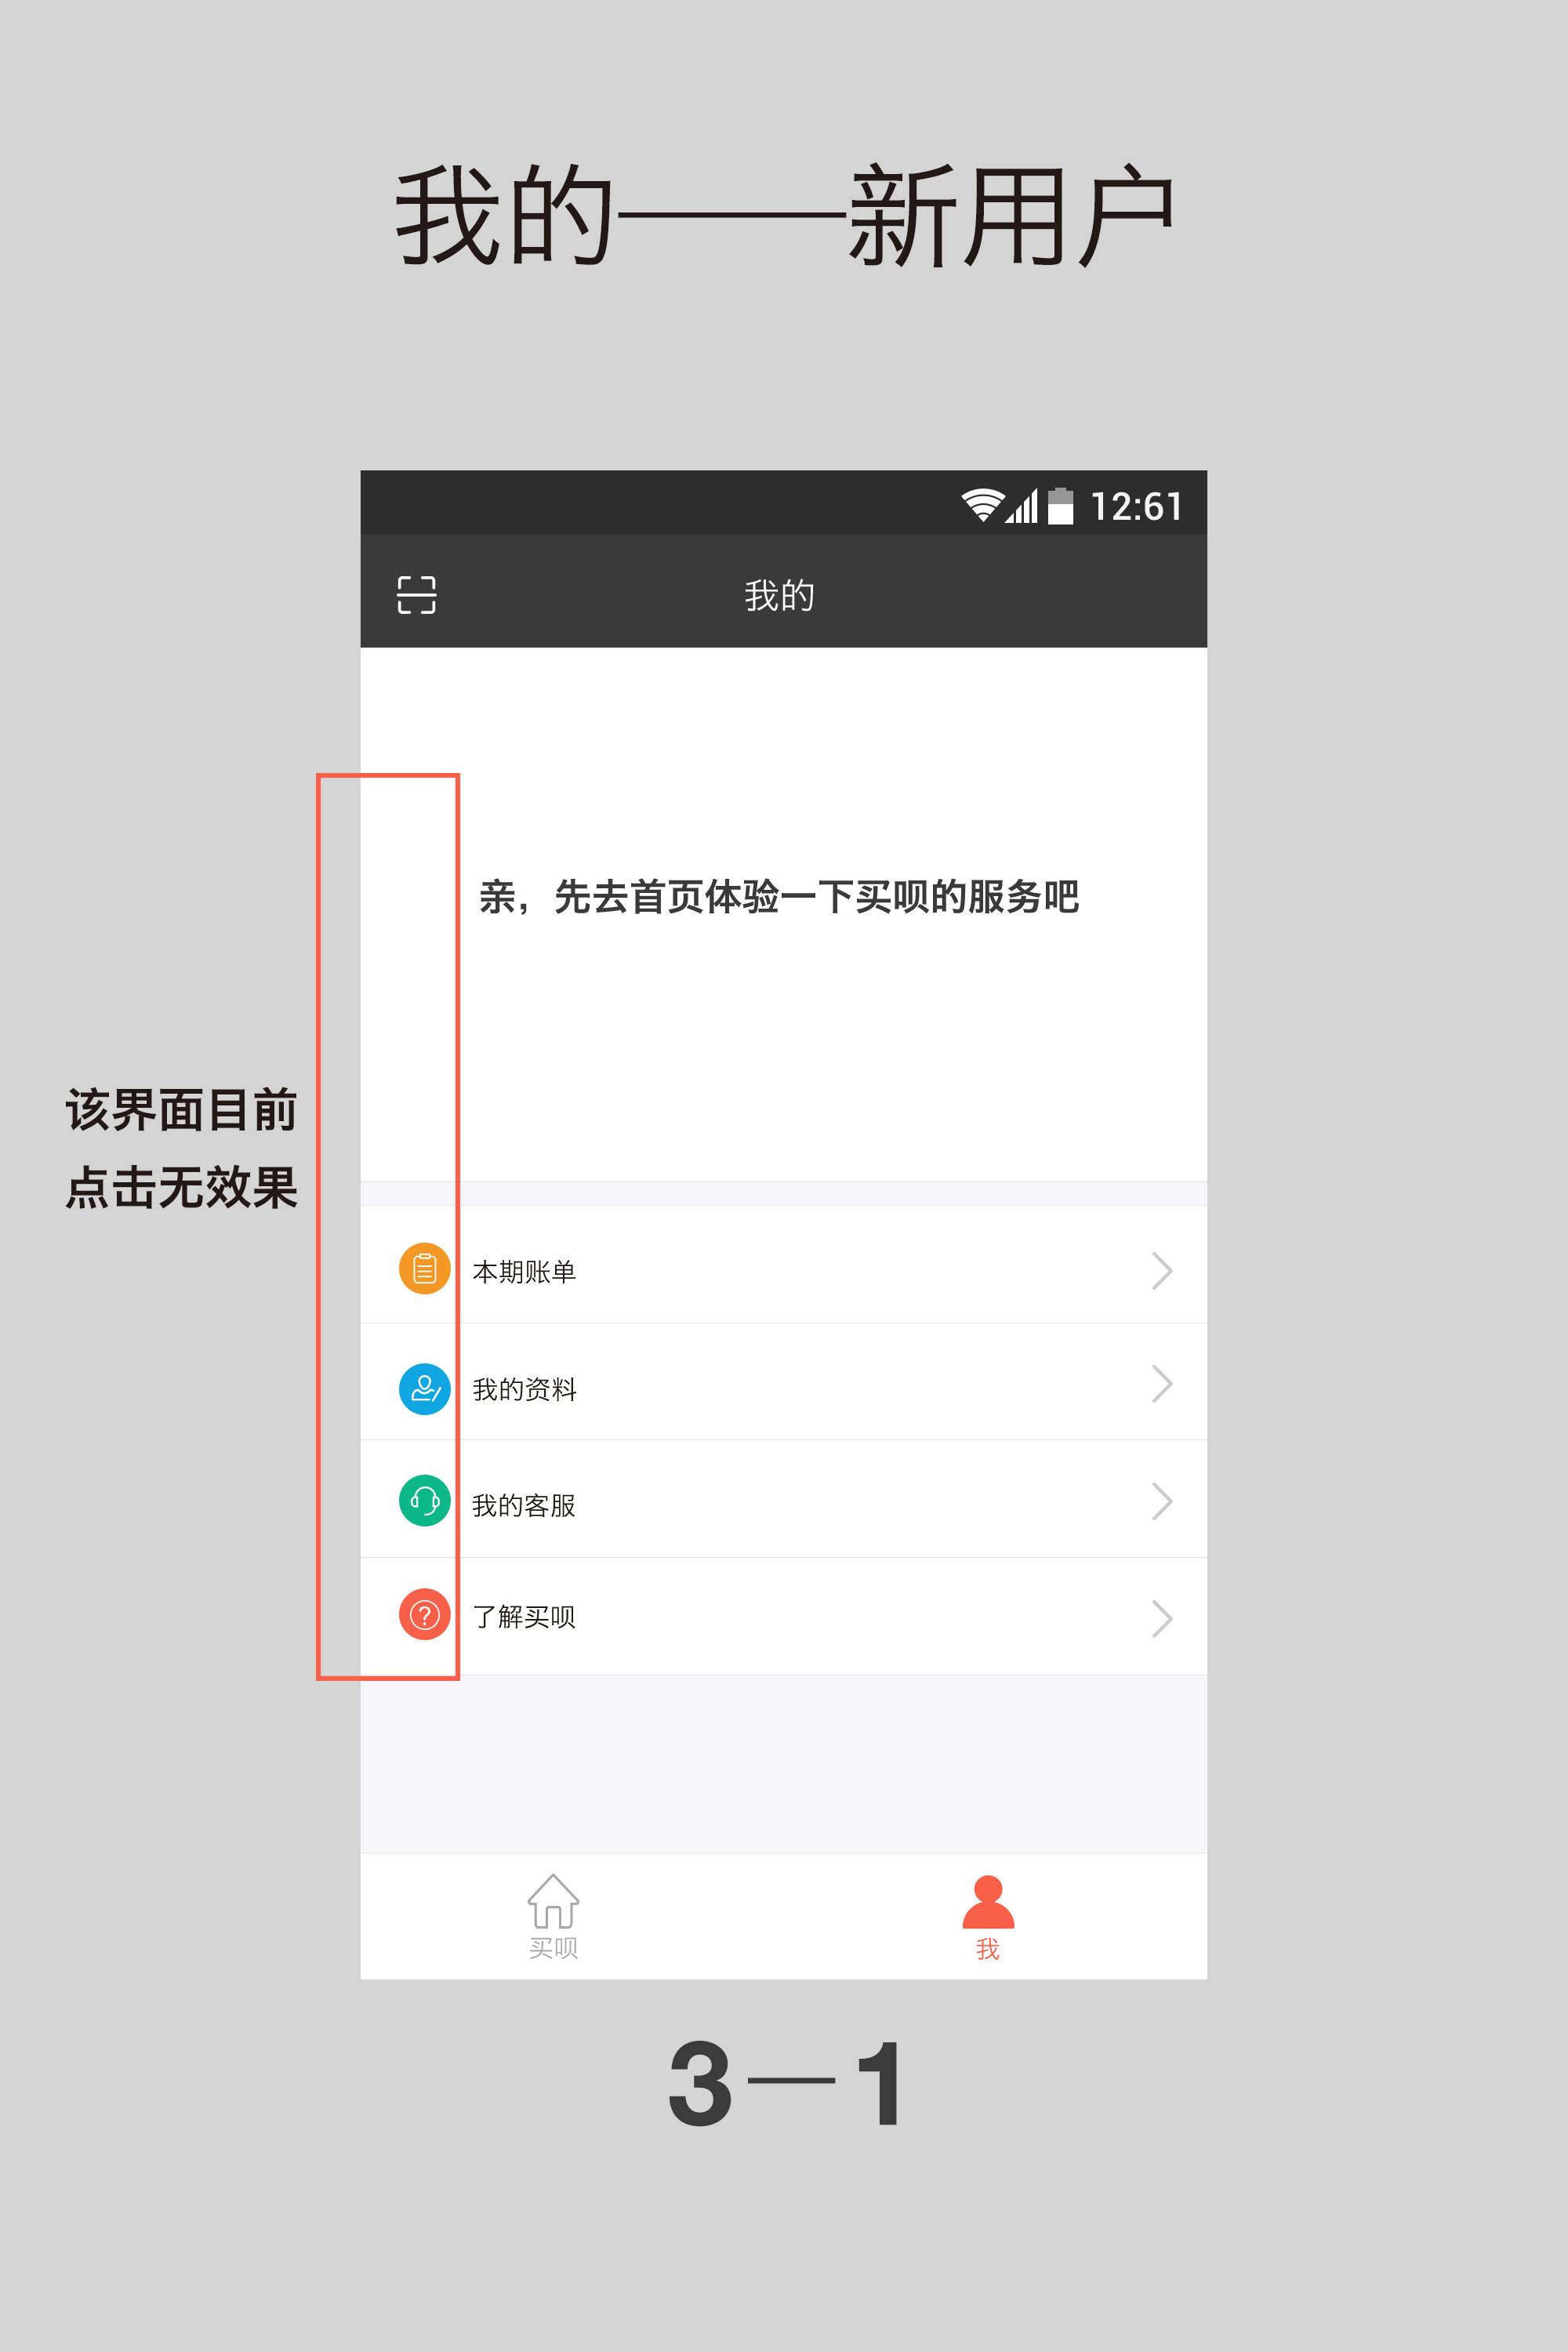 我的——新用户
12:61
我的
亲，先去首页体验一下买呗的服务吧
该界面目前
点击无效果
本期账单
我的资料
我的客服
了解买呗
买呗
我
3—1